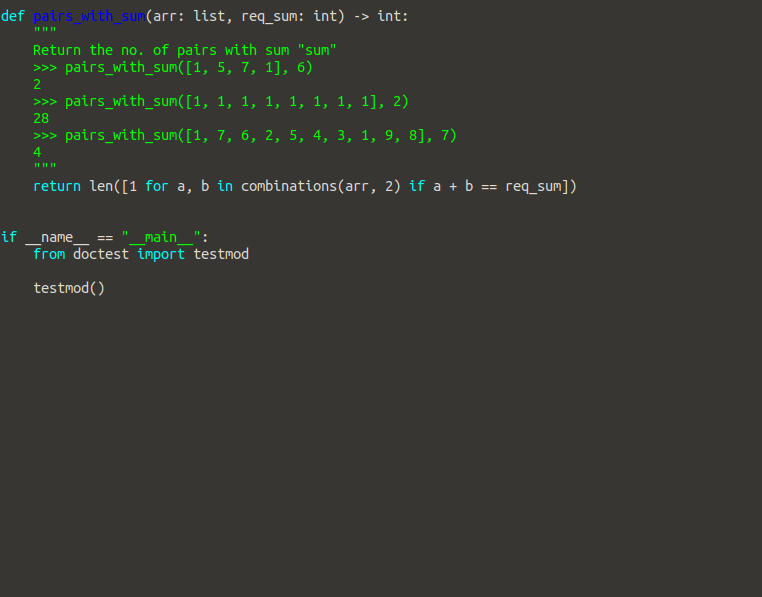 def pairs_with_sum(arr: list, req_sum: int) -> int:
    """
    Return the no. of pairs with sum "sum"
    >>> pairs_with_sum([1, 5, 7, 1], 6)
    2
    >>> pairs_with_sum([1, 1, 1, 1, 1, 1, 1, 1], 2)
    28
    >>> pairs_with_sum([1, 7, 6, 2, 5, 4, 3, 1, 9, 8], 7)
    4
    """
    return len([1 for a, b in combinations(arr, 2) if a + b == req_sum])


if __name__ == "__main__":
    from doctest import testmod

    testmod()